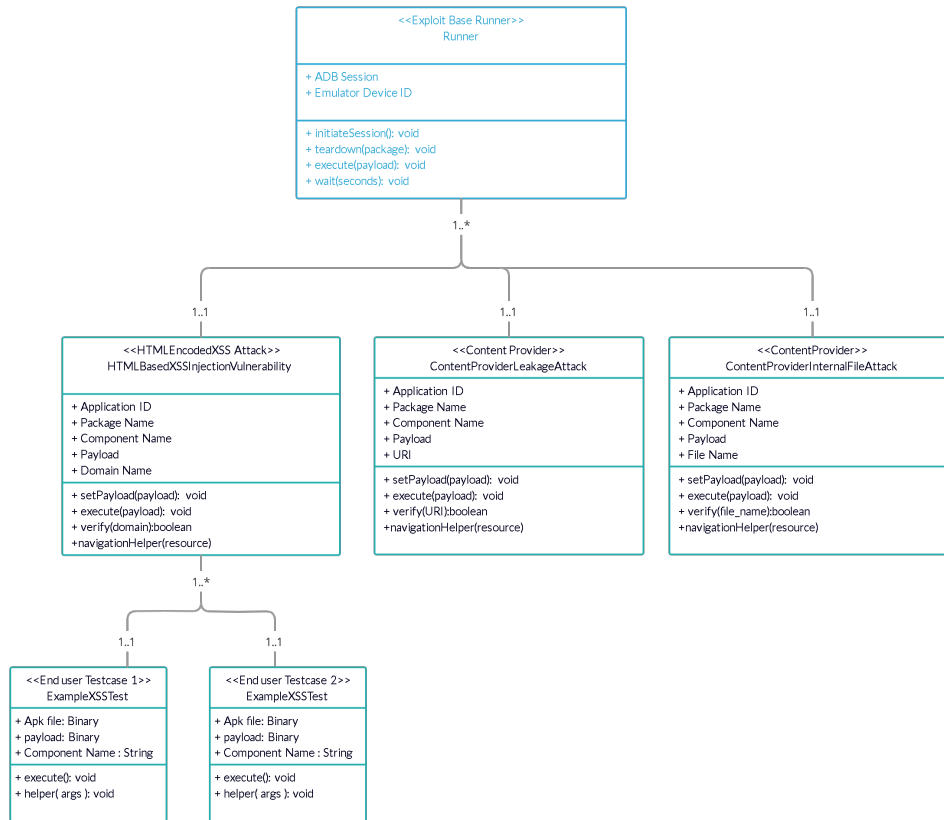 <<Exploit Base Runner>>
Runner
+ ADB Session
+ Emulator Device ID
+ initiateSession(): void
+ teardown(package): void
+ execute(payload): void
+ wait(seconds): void
1..*
1..1
1..1
1..1
<<HTMLEncodedXSS Attack>>
HTMLBasedXSSInjectionVulnerability
+ Application ID
+ Package Name
+ Component Name
+ Payload
+ Domain Name
+ setPayload(payload): void
+ execute(payload): void
+ verify(domain):boolean
+navigationHelper(resource)
<<Content Provider>>
ContentProviderLeakageAttack
+ Application ID
+ Package Name
+ Component Name
+ Payload
+ URI
+ setPayload(payload): void
+ execute(payload): void
+ verify(URI):boolean
+navigationHelper(resource)
<<ContentProvider>>
ContentProviderInternalFileAttack
+ Application ID
+ Package Name
+ Component Name
+ Payload
+ File Name
+ setPayload(payload): void
+ execute(payload): void
+ verify(file_name):boolean
+navigationHelper(resource)
1..*
1..1
1..1
<<End user Testcase 1>>
ExampleXSSTest
+ Apk file: Binary
+ payload: Binary
+ Component Name : String
+ execute(): void
+ helper( args ): void
<<End user Testcase 2>>
ExampleXSSTest
+ Apk file: Binary
+ payload: Binary
+ Component Name : String
+ execute(): void
+ helper( args ): void